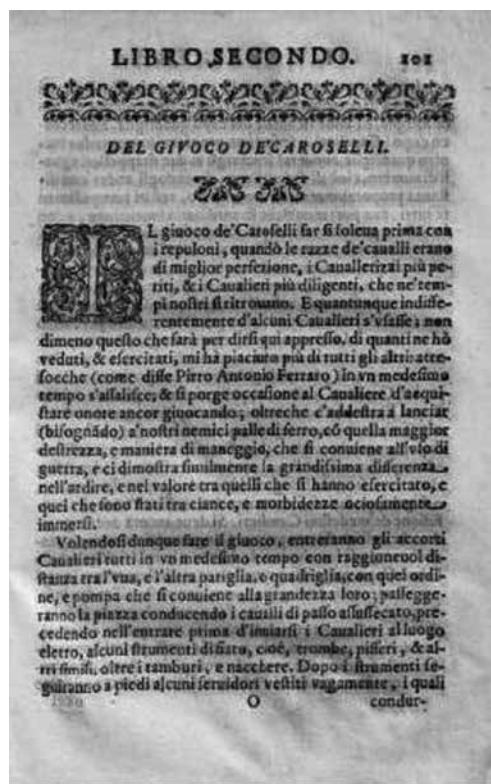 LIBRO SECONDO. 101
DEL GIVOCO DE'CAROSELLI.
IL giuoco de'Caroselli far si soleua prima con
i repuloni, quando le razze de'caualli erano
di miglior perfezione, i Cauallerizzi più pe-
riti, & i Caualieri più diligenti, che ne'tem-
pi nostri si ritrouano. E quantunque indiffe-
rentemente d'alcuni Caualieri s'vsasse; non
dimeno questo che sarà per dirsi qui appresso, di quanti ne hò
veduti, & esercitati, mi hà piaciuto più di tutti gli altri: atte-
socche (come disse Pirro Antonio Ferraro) in vn medesimo
tempo s'assalisce; & si porge occasione al Caualiere d'acqui-
stare onore ancor giuocando; oltreche c'addestra à lanciar
(bisognãdo) a'nostri nemici palle di ferro, cõ quella maggior
destrezza, e maniera di maneggio, che si conuiene all'vso di
guerra, e ci dimostra similmente la grandissima differenza
nell'ardire, e nel valore tra quelli che si hanno esercitato, e
quei che sono stati tra ciance, e morbidezze ociosamente
immersi.
Volendosi dunque fare il giuoco, entreranno gli accorti
Caualieri tutti in vn medesimo tempo con raggioneuol di-
stanza tra l'vna, e l'altra pariglia, o quadriglia, con quel ordi-
ne, e pompa che si conuiene alla grandezza loro; passegge-
ranno la piazza conducendo i caualli di passo assussecato, pre-
cedendo nell'entrare prima d'inuiarsi i Caualieri al luogo
eletto, alcuni strumenti di fiato, cioè, trombe, pifferi, & al-
tri simili, oltre i tamburi, e nacchere. Dopo i strumenti se-
guiranno a piedi alcuni seruidori vestiti vagamente, i quali
O condur-